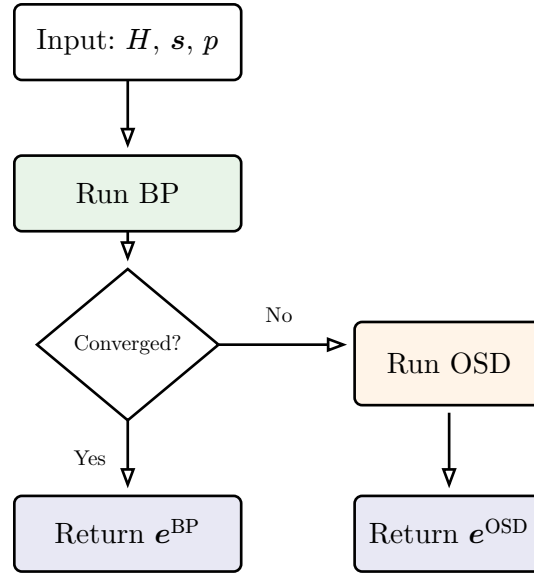 Input: H, s, p
Run BP
Converged?
No
Run OSD
Yes
Return e^BP
Return e^OSD